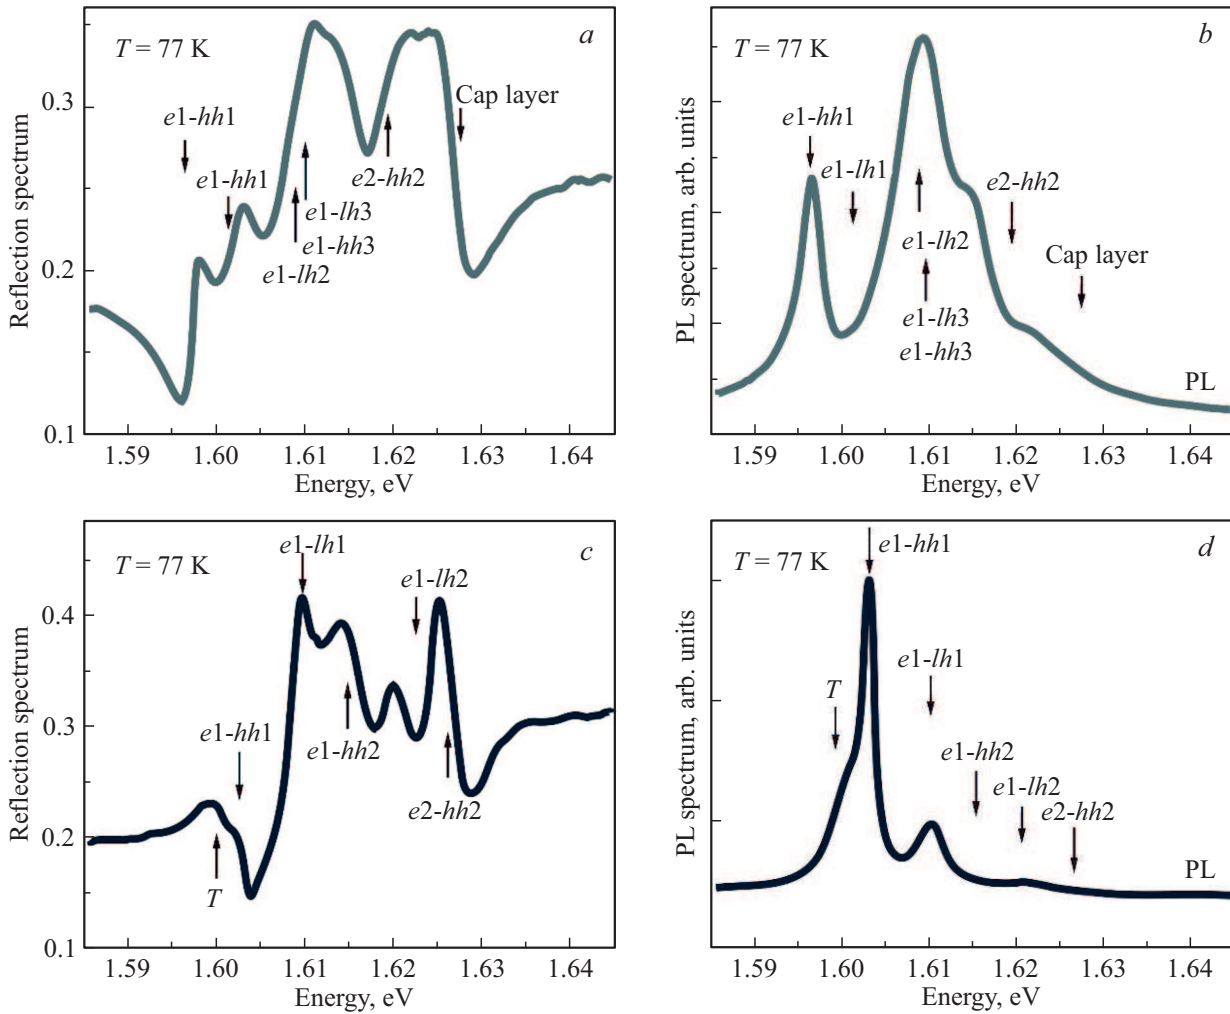 a
T = 77 K
Reflection spectrum
0.3
0.2
0.1
e1-hh1
e1-hh1
e1-lh3
e1-hh3
e1-lh2
e2-hh2
Cap layer
1.59 1.60 1.61 1.62 1.63 1.64
Energy, eV
b
T = 77 K
PL spectrum, arb. units
e1-hh1
e1-lh1
e1-lh2
e1-lh3
e1-hh3
e2-hh2
Cap layer
PL
1.59 1.60 1.61 1.62 1.63 1.64
Energy, eV
c
T = 77 K
Reflection spectrum
0.4
0.3
0.2
0.1
e1-lh1
e1-lh2
e1-hh1
e1-hh2
e2-hh2
T
1.59 1.60 1.61 1.62 1.63 1.64
Energy, eV
d
T = 77 K
PL spectrum, arb. units
e1-hh1
e1-lh1
T
e1-hh2
e1-lh2
e2-hh2
PL
1.59 1.60 1.61 1.62 1.63 1.64
Energy, eV